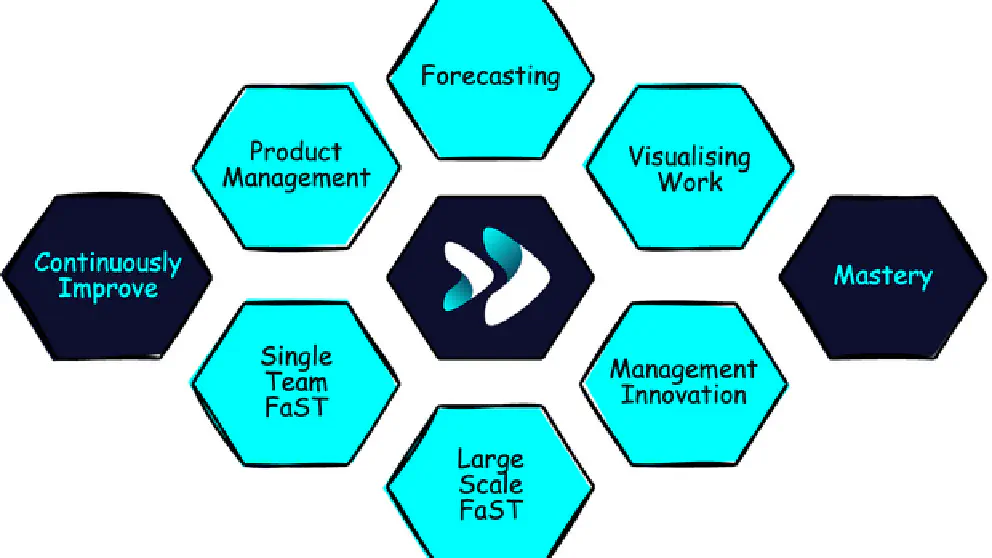 Forecasting
Product
Management
Visualising
Work
Continuously
Improve
Mastery
Single
Team
FaST
Management
Innovation
Large
Scale
FaST